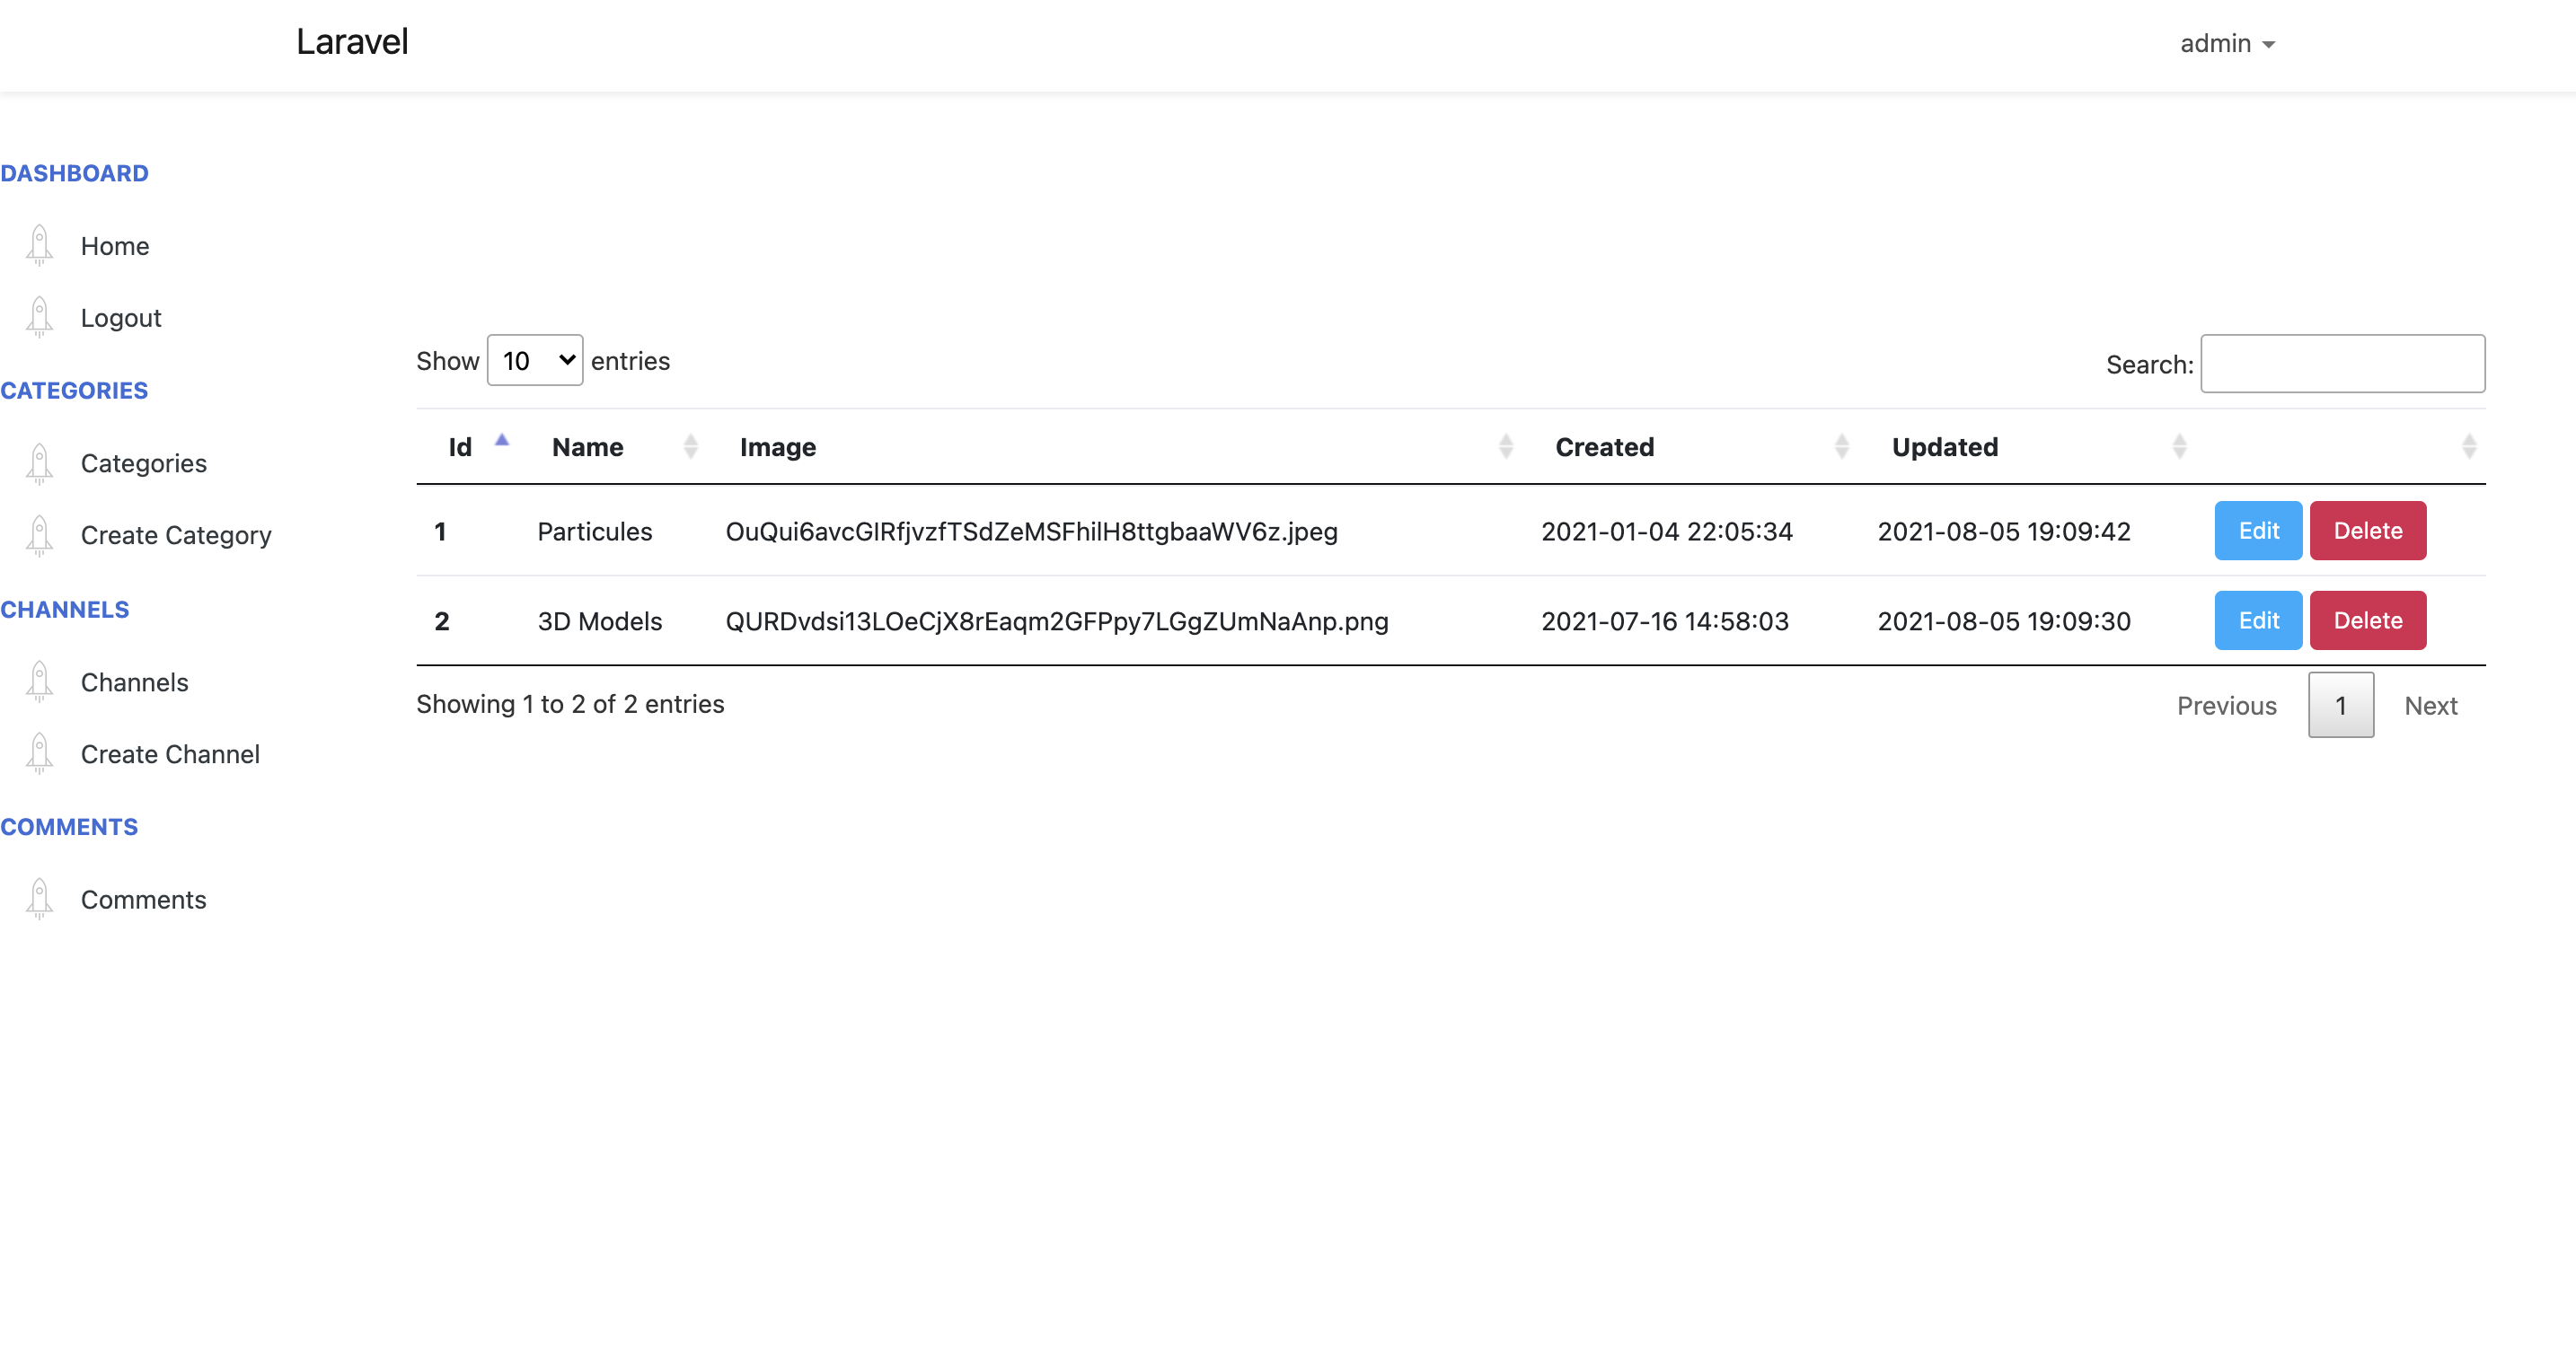 Laravel
admin
DASHBOARD
Home
Logout
CATEGORIES
Categories
Create Category
CHANNELS
Channels
Create Channel
COMMENTS
Comments
Show 10 entries
Search:
Id Name Image Created Updated
1 Particules OuQui6avcGIRfjvzfTSdZeMSFhilH8ttgbaaWV6z.jpeg 2021-01-04 22:05:34 2021-08-05 19:09:42 Edit Delete
2 3D Models QURDvdsi13LOeCjX8rEaqm2GFPpy7LGgZUmNaAnp.png 2021-07-16 14:58:03 2021-08-05 19:09:30 Edit Delete
Showing 1 to 2 of 2 entries
Previous 1 Next